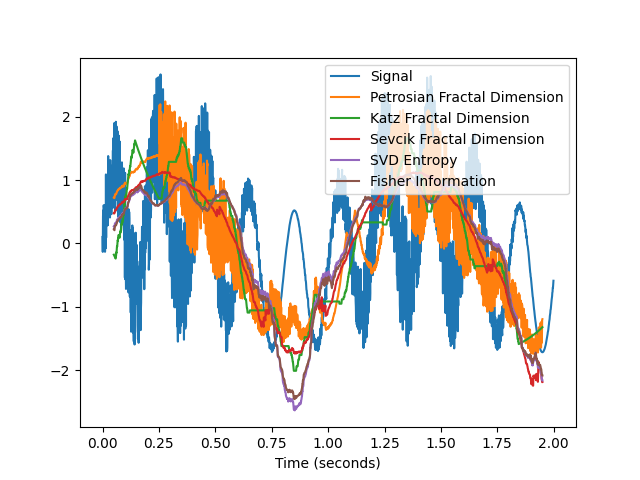 Signal
Petrosian Fractal Dimension
Katz Fractal Dimension
Sevcik Fractal Dimension
SVD Entropy
Fisher Information
2
1
0
−1
−2
0.00 0.25 0.50 0.75 1.00 1.25 1.50 1.75 2.00
Time (seconds)